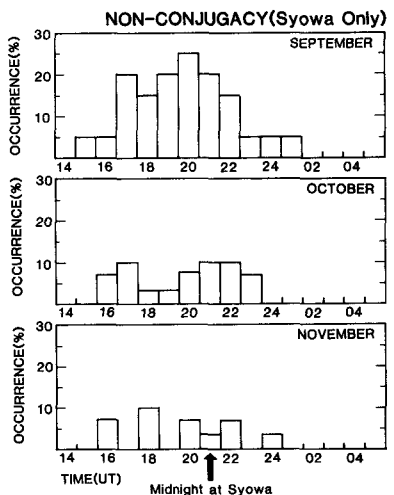 NON-CONJUGACY(Syowa Only)
SEPTEMBER
OCCURRENCE(%)
30
20
10
14 16 18 20 22 24 02 04
OCTOBER
OCCURRENCE(%)
30
20
10
14 16 18 20 22 24 02 04
NOVEMBER
OCCURRENCE(%)
30
20
10
14 16 18 20 22 24 02 04
TIME(UT)
Midnight at Syowa